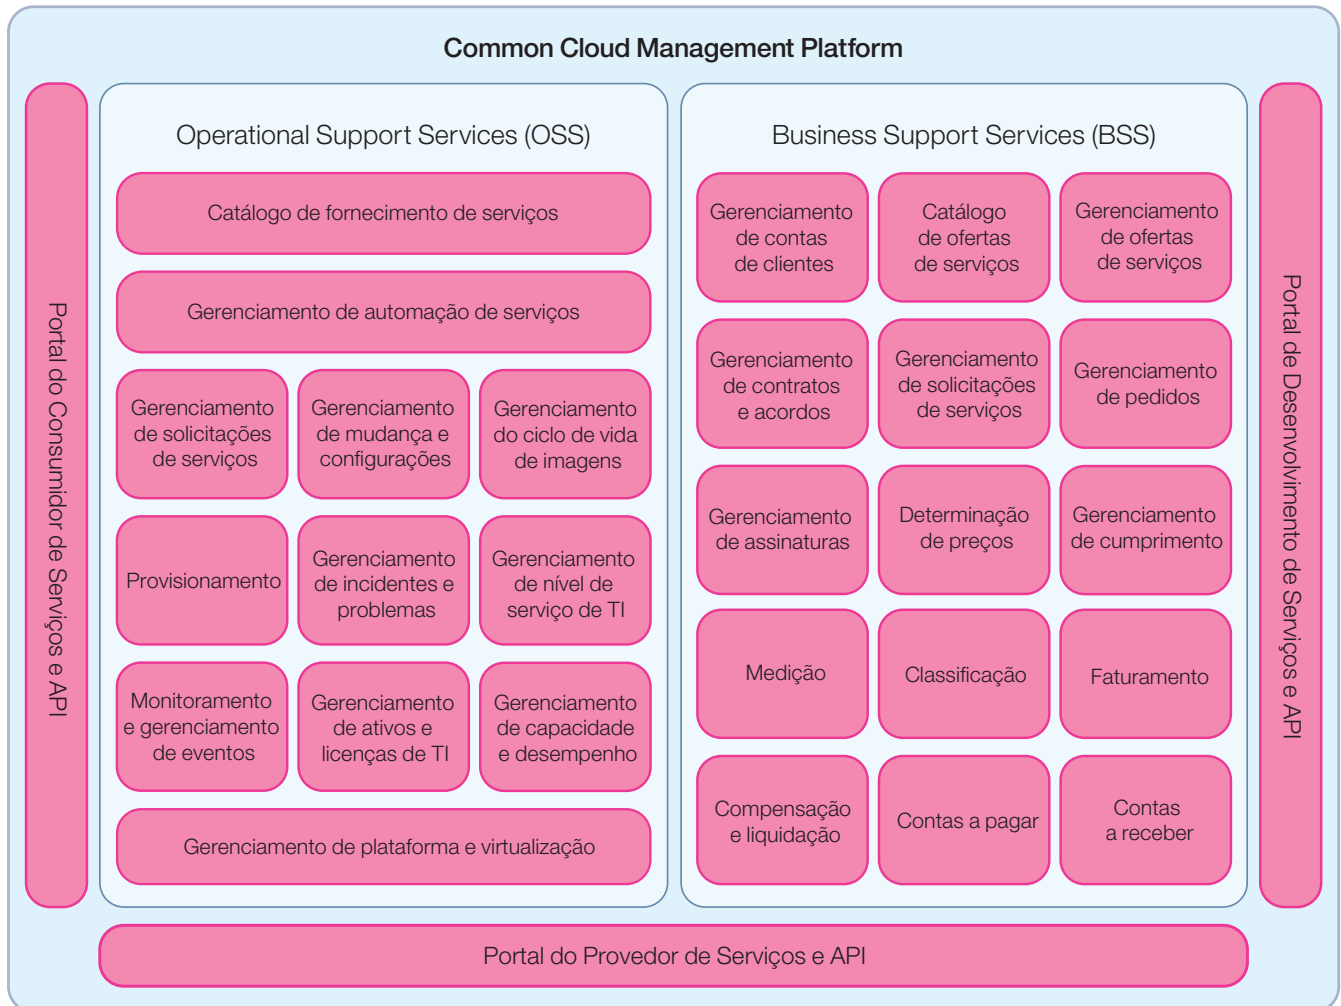 Common Cloud Management Platform
Portal do Consumidor de Serviços e API
Operational Support Services (OSS)
Catálogo de fornecimento de serviços
Gerenciamento de automação de serviços
Gerenciamento
de solicitações
de serviços
Gerenciamento
de mudança e
configurações
Gerenciamento
do ciclo de vida
de imagens
Provisionamento
Gerenciamento
de incidentes e
problemas
Gerenciamento
de nível de
serviço de TI
Monitoramento
e gerenciamento
de eventos
Gerenciamento
de ativos e
licenças de TI
Gerenciamento
de capacidade
e desempenho
Gerenciamento de plataforma e virtualização
Business Support Services (BSS)
Gerenciamento
de contas
de clientes
Catálogo
de ofertas
de serviços
Gerenciamento
de ofertas
de serviços
Gerenciamento
de contratos
e acordos
Gerenciamento
de solicitações
de serviços
Gerenciamento
de pedidos
Gerenciamento
de assinaturas
Determinação
de preços
Gerenciamento
de cumprimento
Medição
Classificação
Faturamento
Compensação
e liquidação
Contas a pagar
Contas
a receber
Portal de Desenvolvimento de Serviços e API
Portal do Provedor de Serviços e API